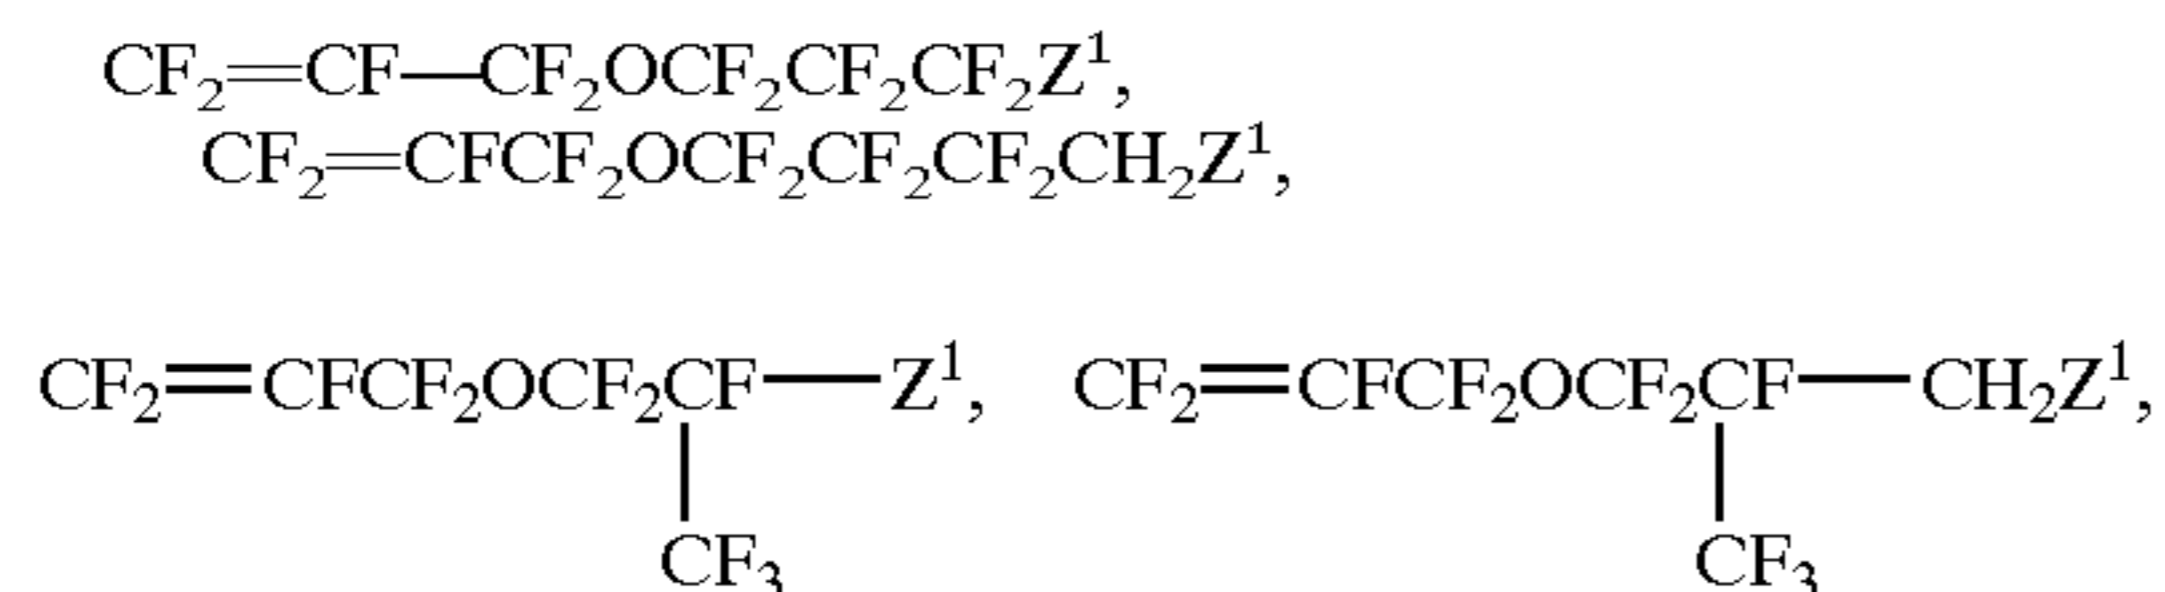 CF₂=CF—CF₂OCF₂CF₂CF₂Z¹,
CF₂=CFCF₂OCF₂CF₂CF₂CH₂Z¹,
CF₂=CFCF₂OCF₂CF—Z¹, CF₂=CFCF₂OCF₂CF—CH₂Z¹,
CF₃ CF₃